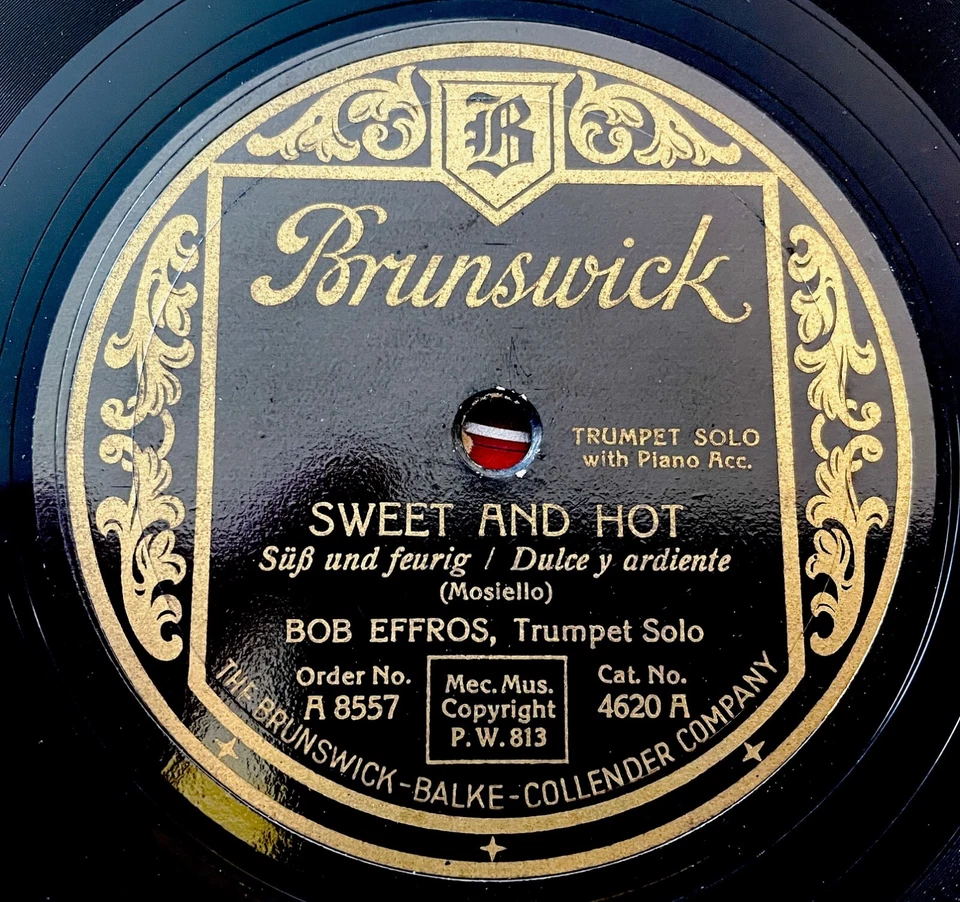 B
Brunswick
TRUMPET SOLO
with Piano Acc.
SWEET AND HOT
Süß und feurig / Dulce y ardiente
(Mosiello)
BOB EFFROS, Trumpet Solo
Order No.
A 8557
Mec. Mus.
Copyright
P. W. 813
Cat. No.
4620 A
THE BRUNSWICK-BALKE-COLLENDER COMPANY